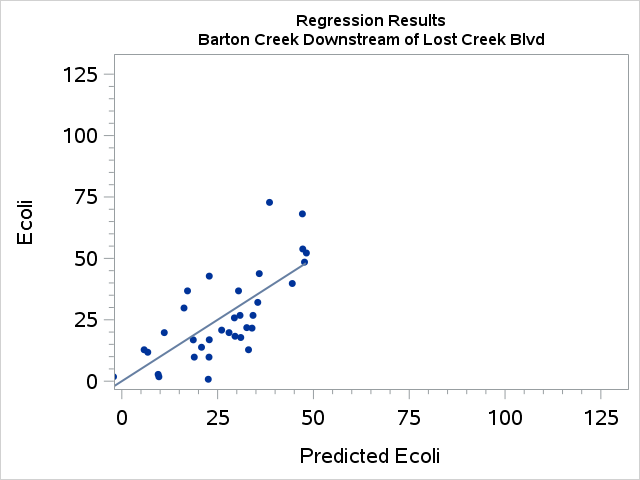 Regression Results
Barton Creek Downstream of Lost Creek Blvd
125
100
75
50
25
0
Ecoli
0 25 50 75 100 125
Predicted Ecoli